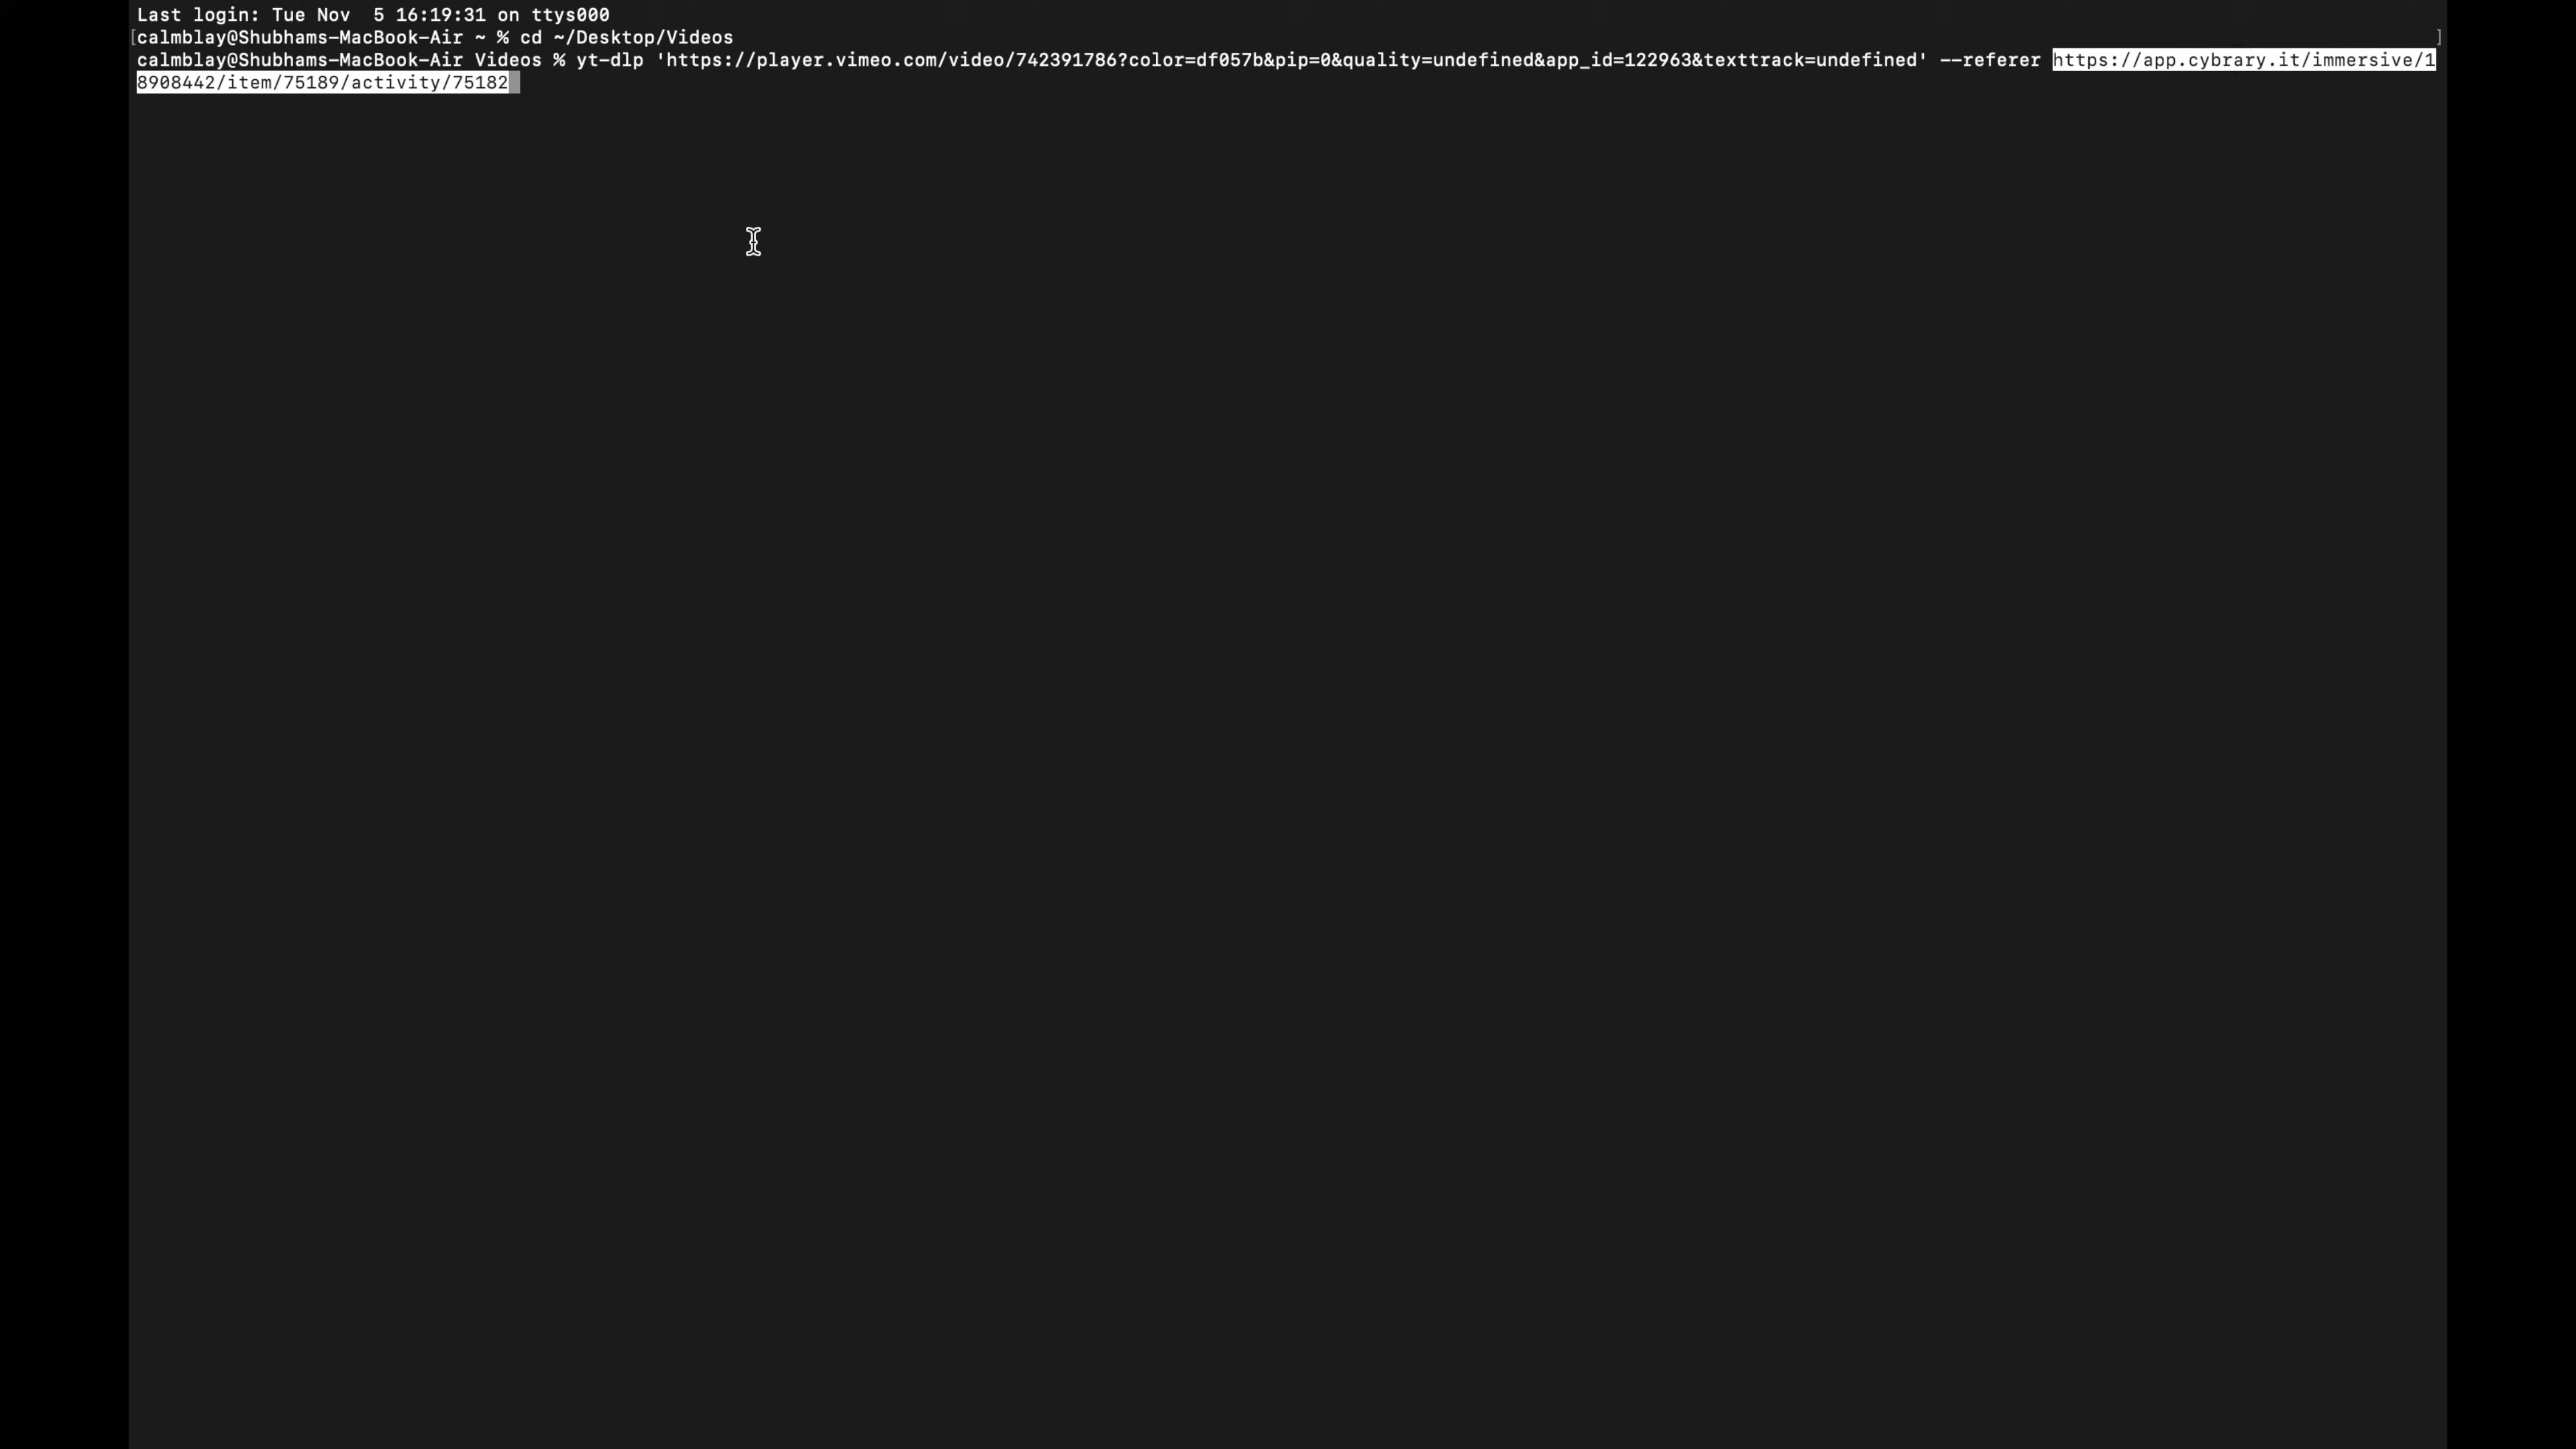 Last login: Tue Nov  5 16:19:31 on ttys000
[calmblay@Shubhams-MacBook-Air ~ % cd ~/Desktop/Videos ]
calmblay@Shubhams-MacBook-Air Videos % yt-dlp 'https://player.vimeo.com/video/742391786?color=df057b&pip=0&quality=undefined&app_id=122963&texttrack=undefined' --referer https://app.cybrary.it/immersive/1
8908442/item/75189/activity/75182